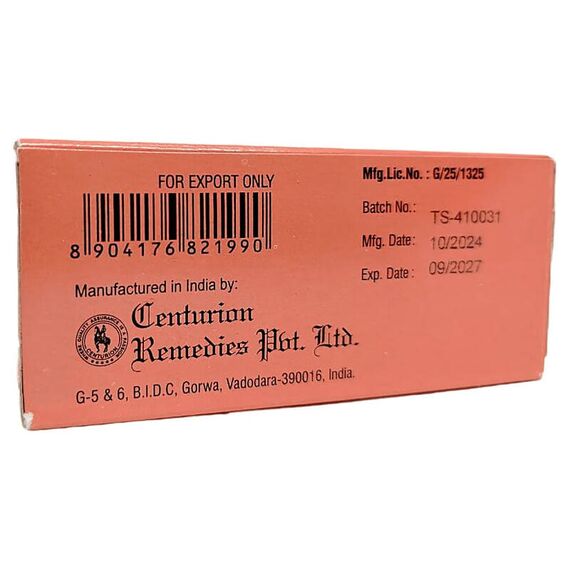 FOR EXPORT ONLY
8 904176 821990
Manufactured in India by:
Centurion
Remedies Pvt. Ltd.
G-5 & 6, B.I.D.C, Gorwa, Vadodara-390016, India.
CENTURION
Mfg.Lic.No. : G/25/1325
Batch No.: TS-410031
Mfg. Date: 10/2024
Exp. Date : 09/2027